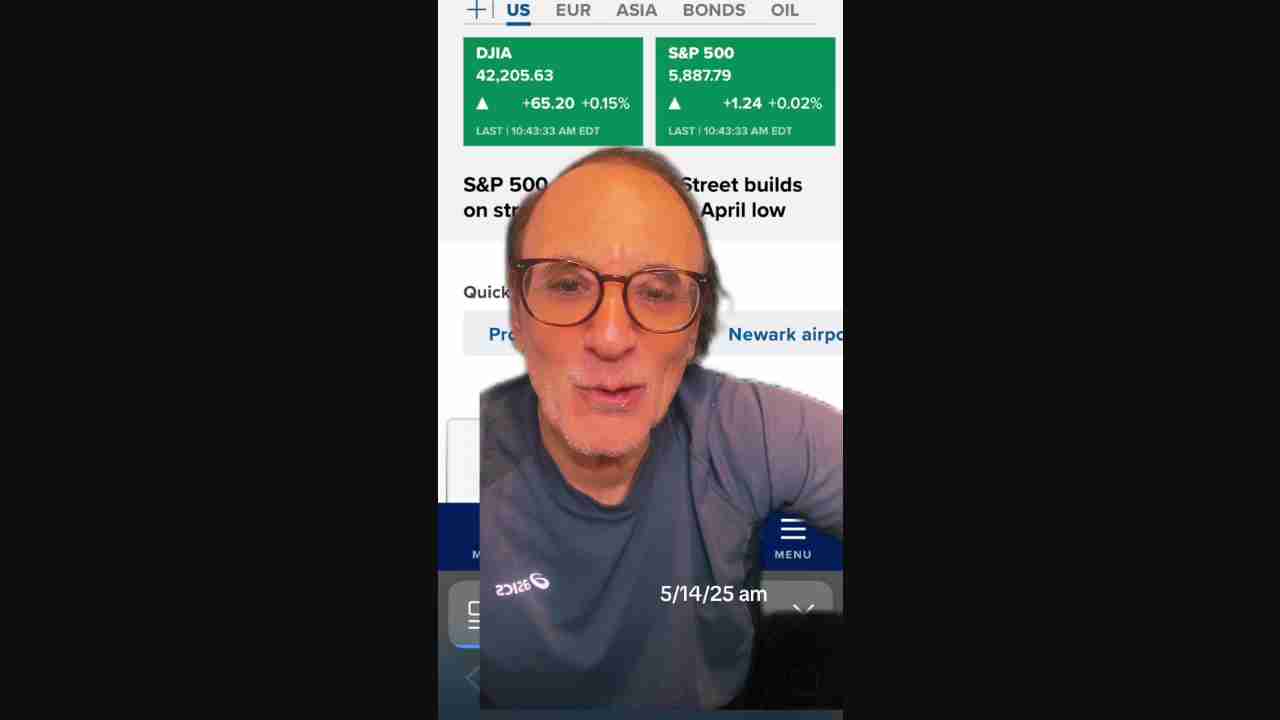 US EUR ASIA BONDS OIL
DJIA
42,205.63
▲ +65.20 +0.15%
LAST | 10:43:33 AM EDT
S&P 500
5,887.79
▲ +1.24 +0.02%
LAST | 10:43:33 AM EDT
S&P 500 Street builds
on April low
Quick
Newark
MENU
asics
5/14/25 am